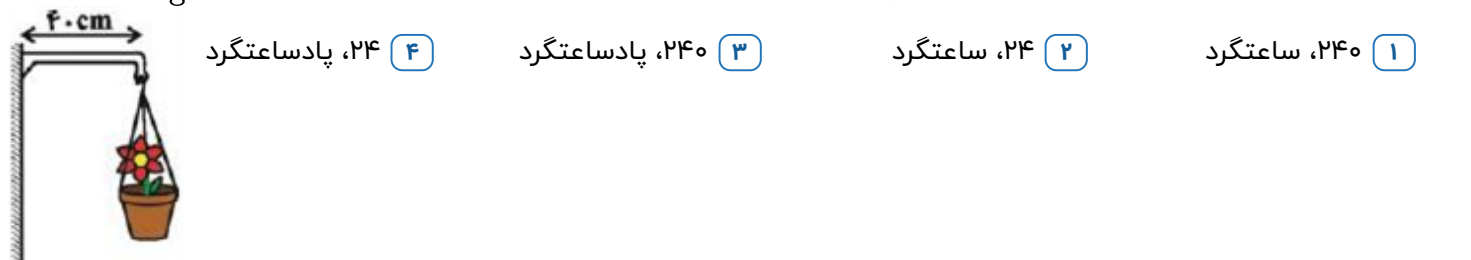 ۴۰cm
۱ ۲۴۰، ساعتگرد ۲ ۲۴، ساعتگرد ۳ ۲۴۰، پادساعتگرد ۴ ۲۴، پادساعتگرد